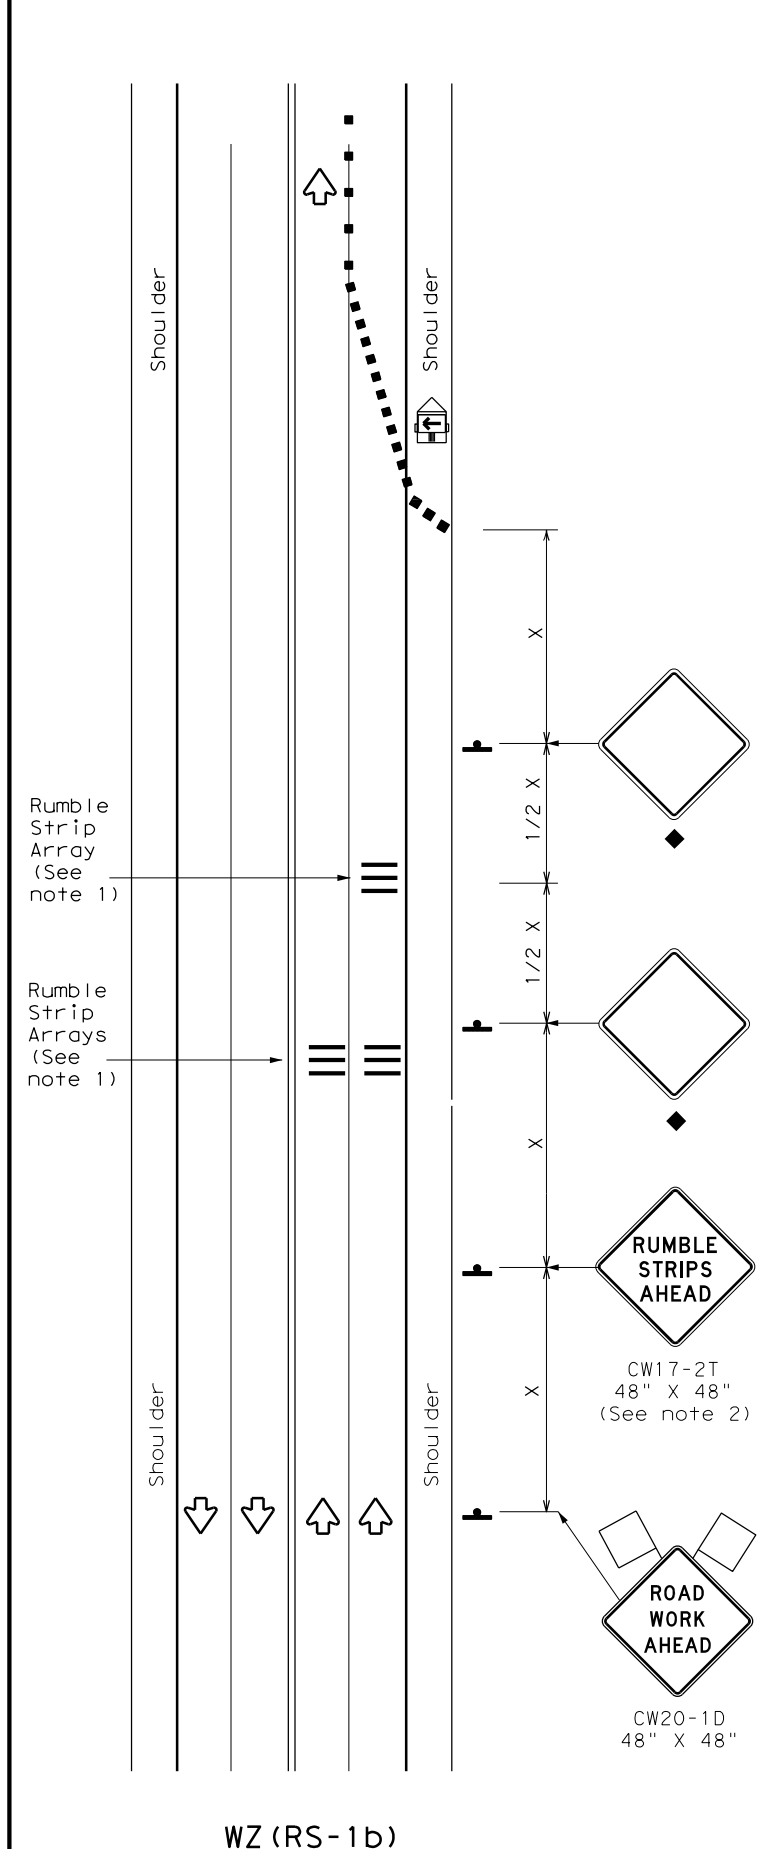 Shoulder
Shoulder
X
1/2 X
Rumble
Strip
Array
(See
note 1)
1/2 X
Rumble
Strip
Arrays
(See
note 1)
X
RUMBLE
STRIPS
AHEAD
CW17-2T
48" X 48"
(See note 2)
X
Shoulder
Shoulder
ROAD
WORK
AHEAD
CW20-1D
48" X 48"
WZ(RS-1b)